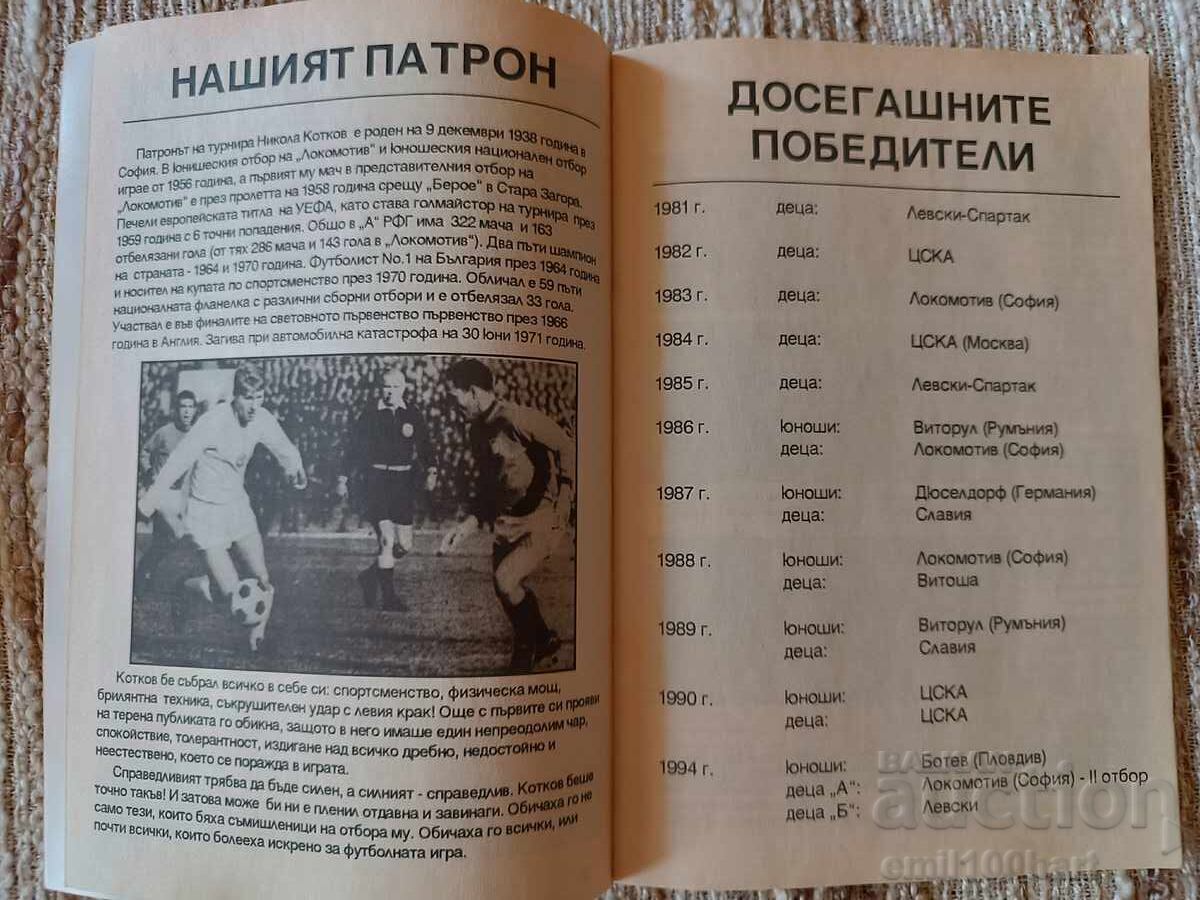 НАШИЯТ ПАТРОН
Патронът на турнира Никола Котков е роден на 9 декември 1938 година в
София. В Юнишеския отбор на „Локомотив" и Юношеския национален отбор
играе от 1956 година, а първият му мач в представителния отбор на
„Локомотив" е през пролетта на 1958 година срещу „Берое" в Стара Загора.
Печели европейската титла на УЕФА, като става голмайстор на турнира през
1959 година с 6 точни попадения. Общо в „А" РФГ има 322 мача и 163
отбелязани гола (от тях 286 мача и 143 гола в „Локомотив"). Два пъти шампион
на страната - 1964 и 1970 година. Футболист No.1 на България през 1964 година
и носител на купата по спортсменство през 1970 година. Обличал е 59 пъти
националната фланелка с различни сборни отбори и е отбелязал 33 гола.
Участвал е във финалите на световното първенство първенство през 1966
година в Англия. Загива при автомобилна катастрофа на 30 юни 1971 година.
Котков бе събрал всичко в себе си: спортсменство, физическа мощ,
брилянтна техника, съкрушителен удар с левия крак! Още с първите си прояви
на терена публиката го обикна, защото в него имаше един непреодолим чар,
спокойствие, толерантност, издигане над всичко дребно, недостойно и
неестествено, което се поражда в играта.
Справедливият трябва да бъде силен, а силният - справедлив. Котков беше
точно такъв! И затова може би ни е пленил отдавна и завинаги. Обичаха го не
само тези, които бяха съмишленици на отбора му. Обичаха го всички, или
почти всички, които болееха искрено за футболната игра.
ДОСЕГАШНИТЕ
ПОБЕДИТЕЛИ
1981 г. деца: Левски-Спартак
1982 г. деца: ЦСКА
1983 г. деца: Локомотив (София)
1984 г. деца: ЦСКА (Москва)
1985 г. деца: Левски-Спартак
1986 г. юноши: Виторул (Румъния)
деца: Локомотив (София)
1987 г. юноши: Дюселдорф (Германия)
деца: Славия
1988 г. юноши: Локомотив (София)
деца: Витоша
1989 г. юноши: Виторул (Румъния)
деца: Славия
1990 г. юноши: ЦСКА
деца: ЦСКА
1994 г. юноши: Ботев (Пловдив)
деца „А": Локомотив (София) - II отбор
деца „Б": Левски
BALKAN
auction
emil100hart